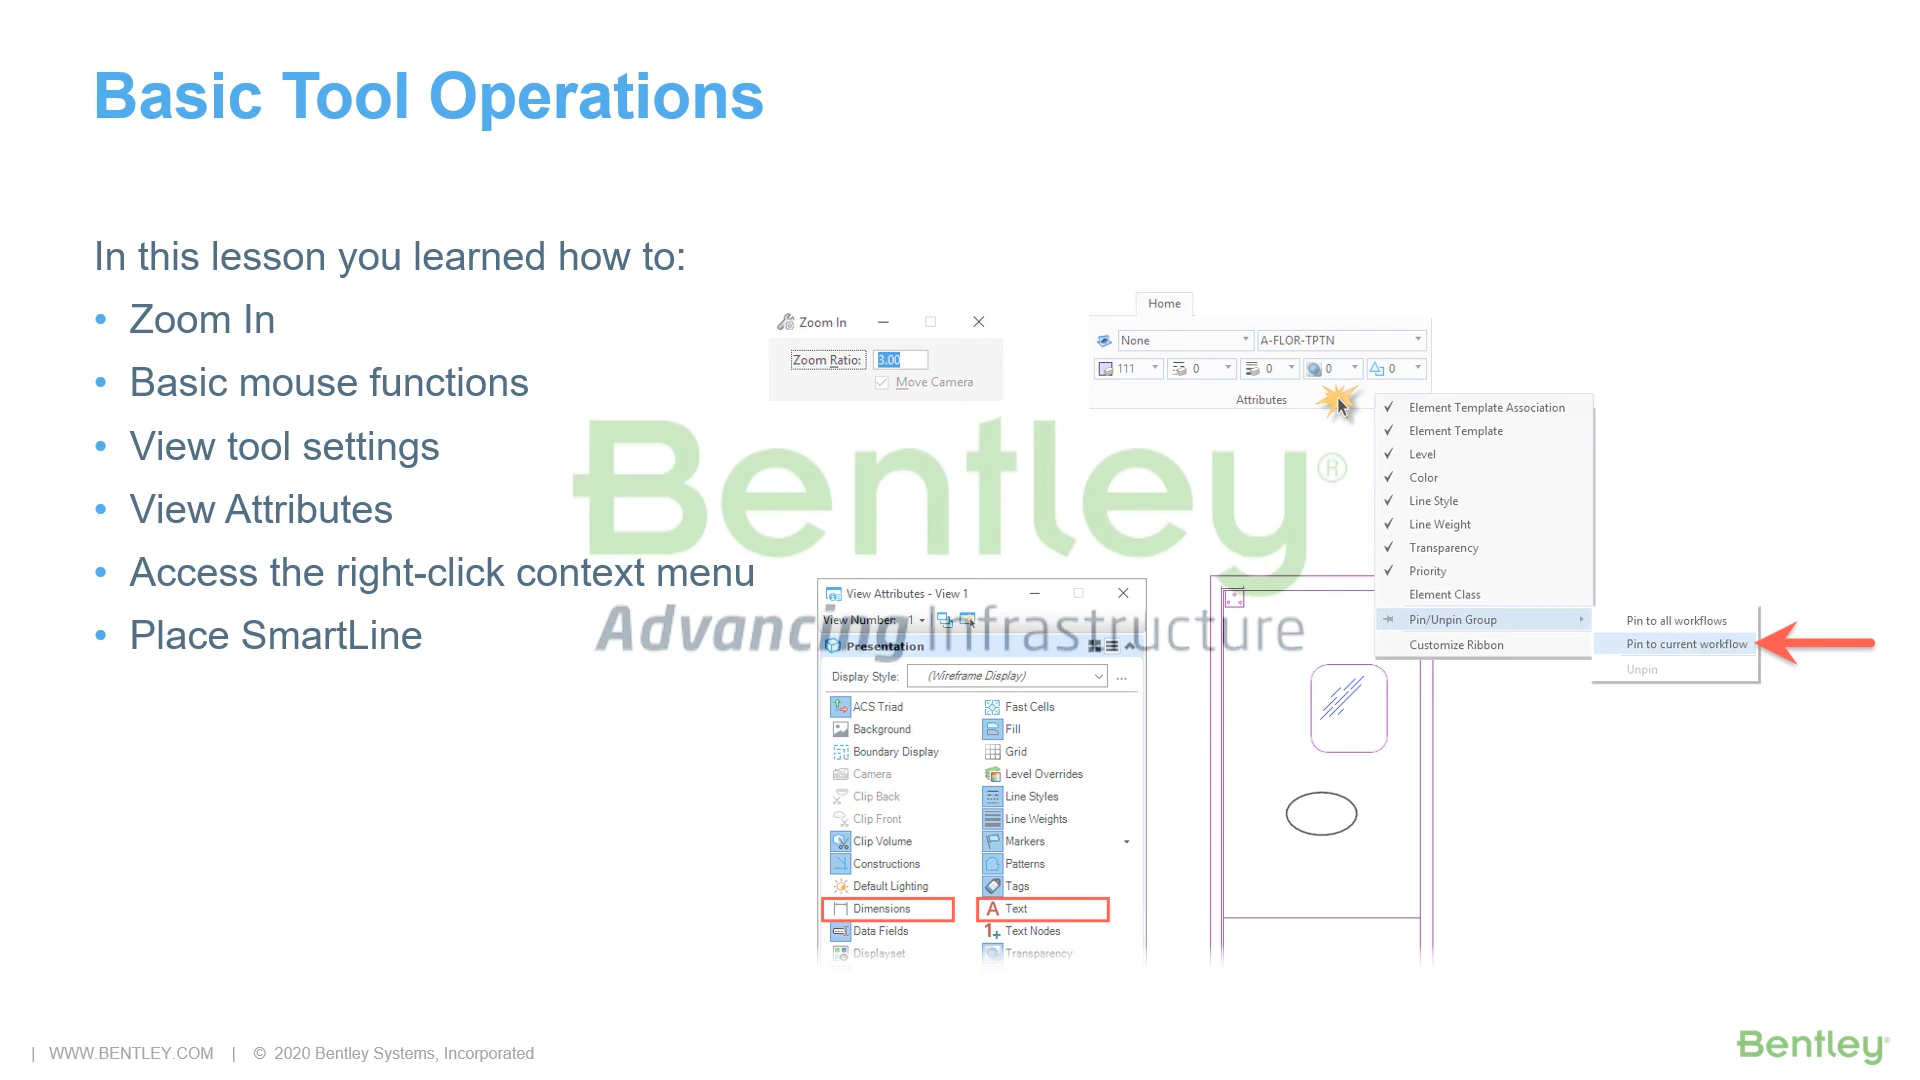 Basic Tool Operations
In this lesson you learned how to:
• Zoom In
• Basic mouse functions
• View tool settings
• View Attributes
• Access the right-click context menu
• Place SmartLine
Zoom In
Zoom Ratio: 3.00
Move Camera
Home
None A-FLOR-TPTN
111 0 0 0 0
Attributes
Element Template Association
Element Template
Level
Color
Line Style
Line Weight
Transparency
Priority
Element Class
Pin/Unpin Group
Customize Ribbon
Pin to all workflows
Pin to current workflow
Unpin
Bentley®
Advancing Infrastructure
View Attributes - View 1
View Number: 1
Presentation
Display Style: (Wireframe Display) ...
ACS Triad Fast Cells
Background Fill
Boundary Display Grid
Camera Level Overrides
Clip Back Line Styles
Clip Front Line Weights
Clip Volume Markers
Constructions Patterns
Default Lighting Tags
Dimensions Text
Data Fields Text Nodes
Displayset Transparency
| WWW.BENTLEY.COM | © 2020 Bentley Systems, Incorporated
Bentley®